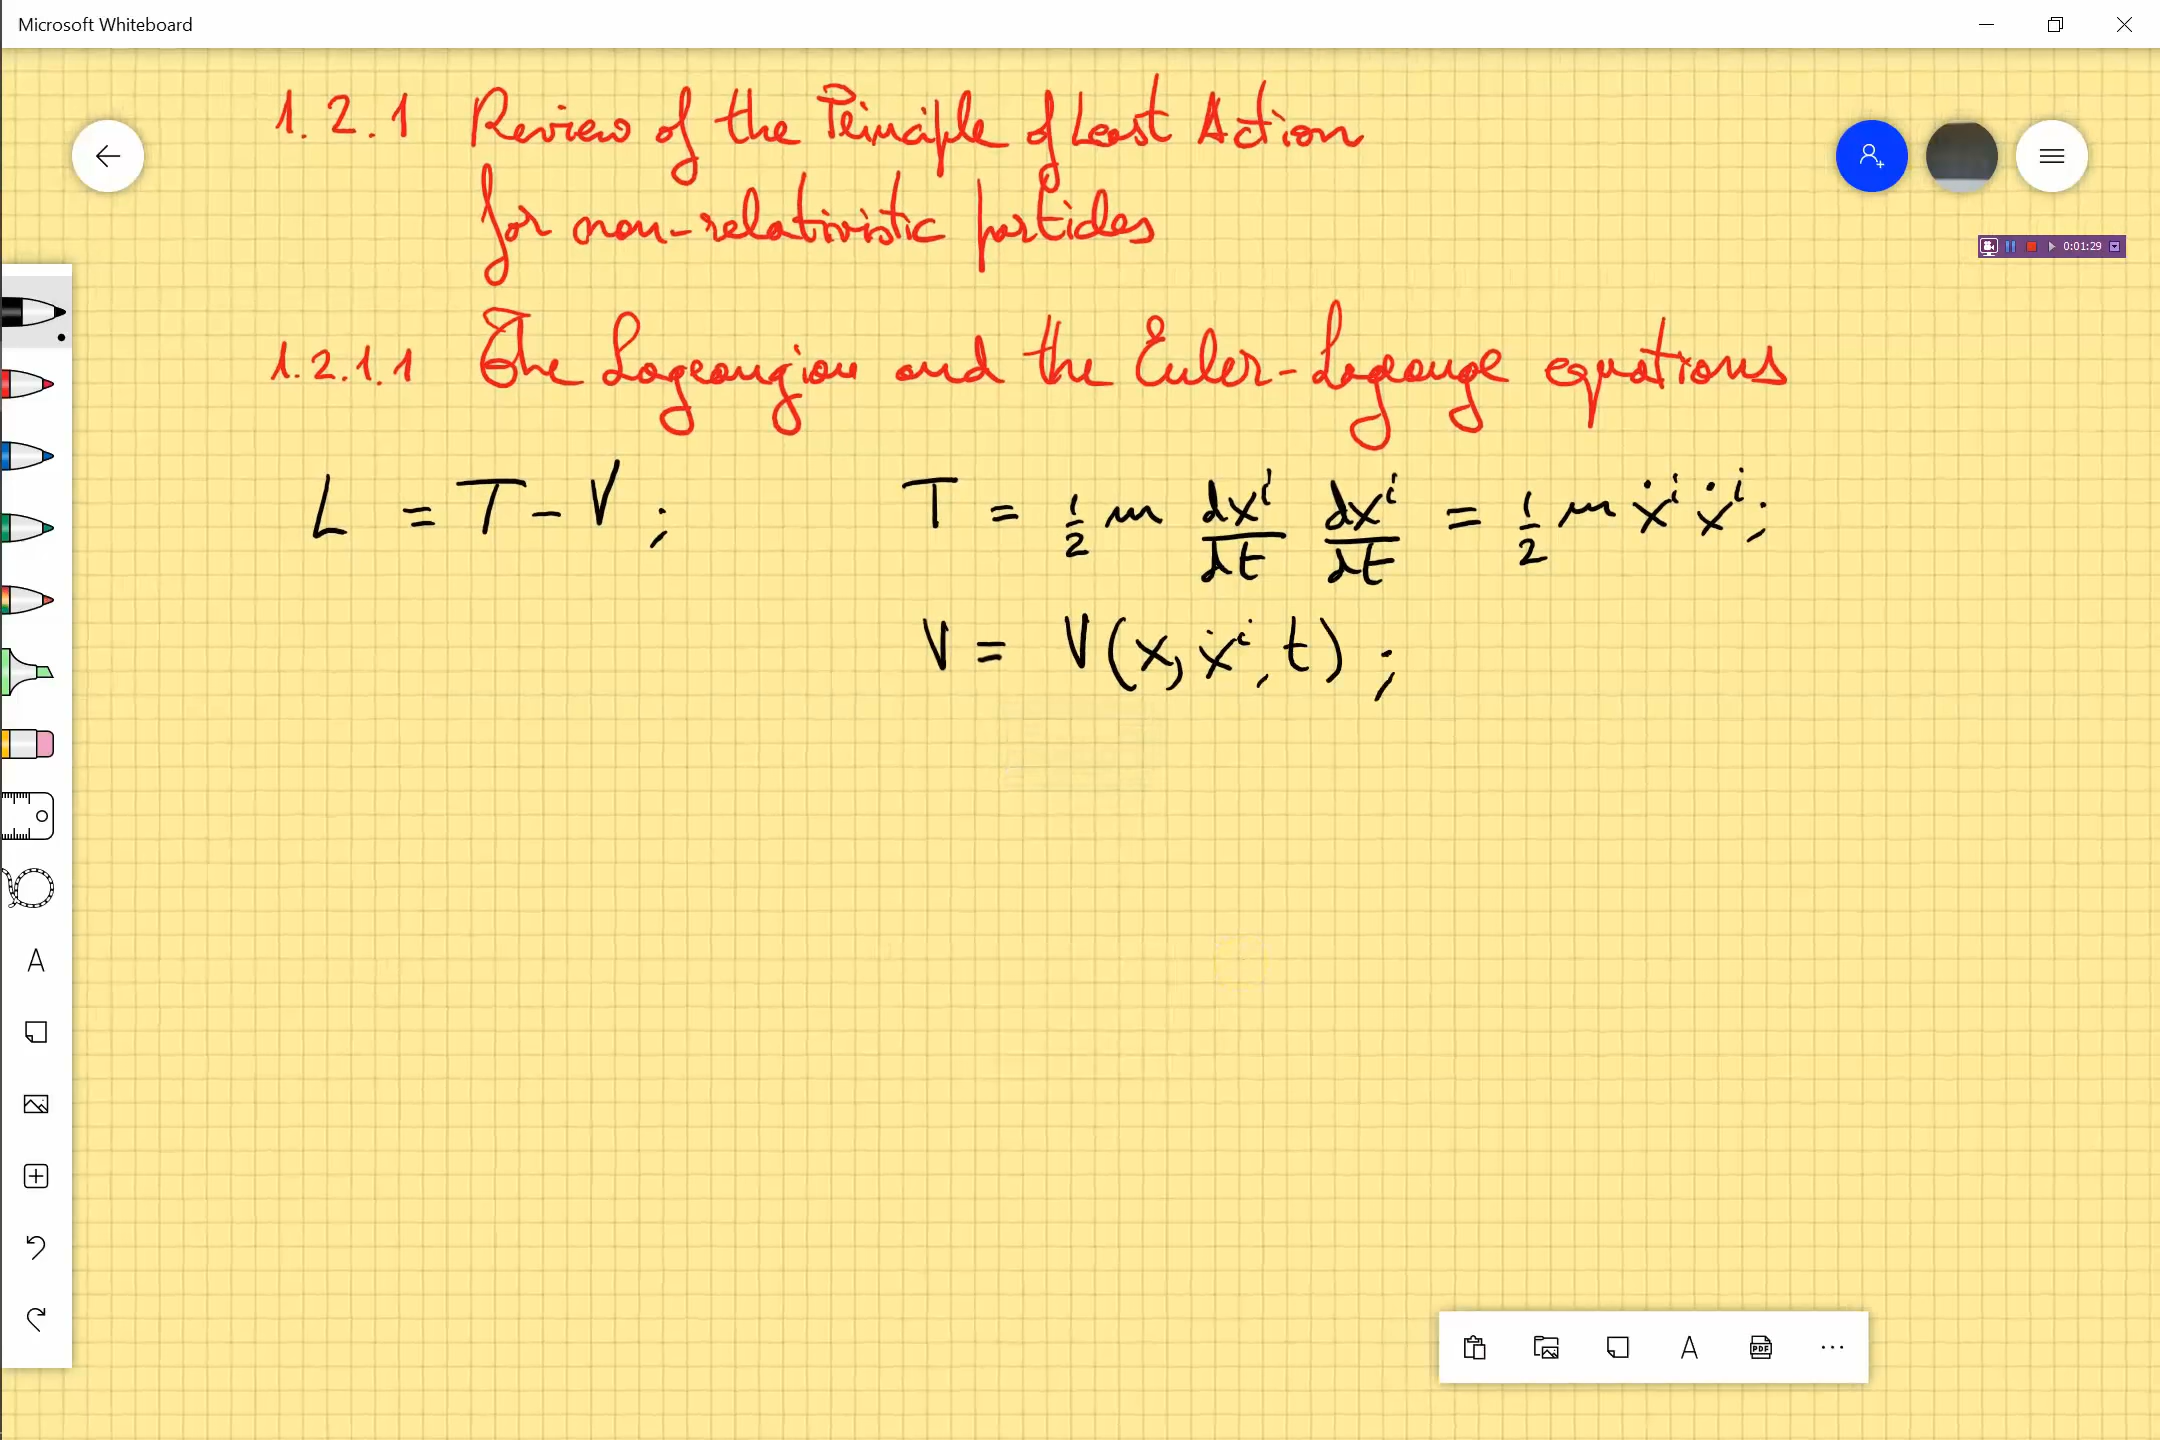 Microsoft Whiteboard
1.2.1 Review of the Principle of Least Action
for non-relativistic particles
0:01:29
1.2.1.1 The Lagrangian and the Euler-Lagrange equations
L = T - V ; T = 1/2 m dxⁱ/dt dxⁱ/dt = 1/2 m ẋⁱ ẋⁱ ;
V = V(x, ẋⁱ, t) ;
A
A
PDF